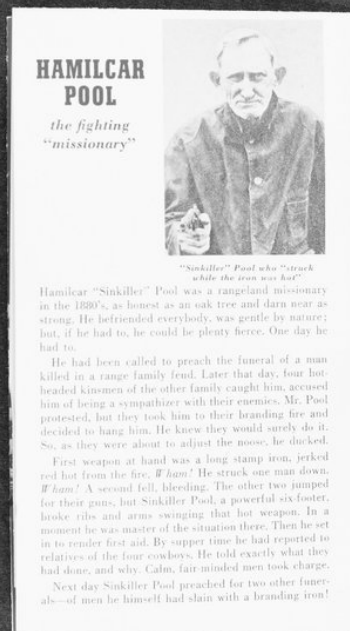 HAMILCAR
POOL
the fighting
"missionary"
"Sinkiller" Pool who "struck
while the iron was hot"
Hamilcar "Sinkiller" Pool was a rangeland missionary
in the 1880's, as honest as an oak tree and darn near as
strong. He befriended everybody, was gentle by nature;
but, if he had to, he could be plenty fierce. One day he
had to.
He had been called to preach the funeral of a man
killed in a range family feud. Later that day, four hot-
headed kinsmen of the other family caught him, accused
him of being a sympathizer with their enemies. Mr. Pool
protested, but they took him to their branding fire and
decided to hang him. He knew they would surely do it.
So, as they were about to adjust the noose, he ducked.
First weapon at hand was a long stamp iron, jerked
red hot from the fire. Wham! He struck one man down.
Wham! A second fell, bleeding. The other two jumped
for their guns, but Sinkiller Pool, a powerful six-footer,
broke ribs and arms swinging that hot weapon. In a
moment he was master of the situation there. Then he set
in to render first aid. By supper time he had reported to
relatives of the four cowboys. He told exactly what they
had done, and why. Calm, fair-minded men took charge.
Next day Sinkiller Pool preached for two other funer-
als—of men he himself had slain with a branding iron!